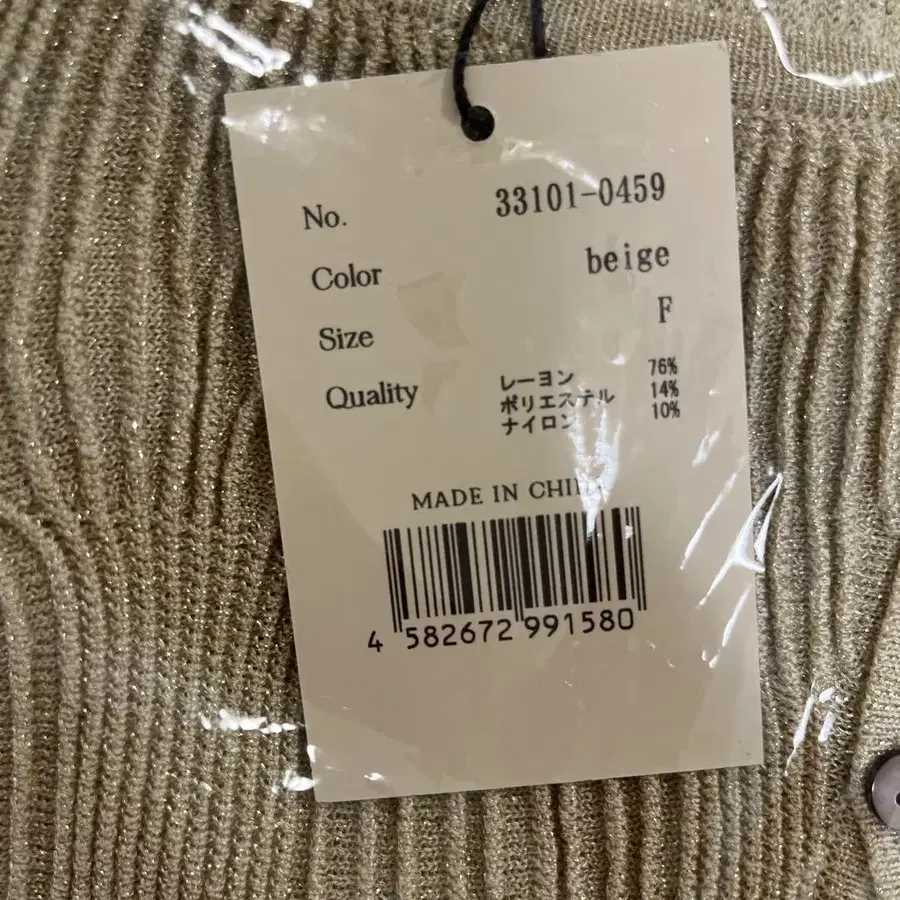 No. 33101-0459
Color beige
Size F
Quality レーヨン 76%
ポリエステル 14%
ナイロン 10%
MADE IN
4 582672 991580